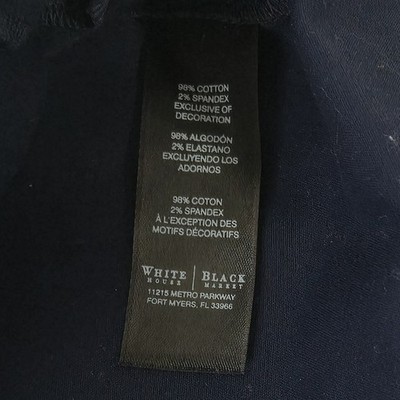 98% COTTON
2% SPANDEX
EXCLUSIVE OF
DECORATION
98% ALGODÓN
2% ELASTANO
EXCLUYENDO LOS
ADORNOS
98% COTON
2% SPANDEX
À L'EXCEPTION DES
MOTIFS DÉCORATIFS
WHITE | BLACK
HOUSE | MARKET
11215 METRO PARKWAY
FORT MYERS, FL 33966